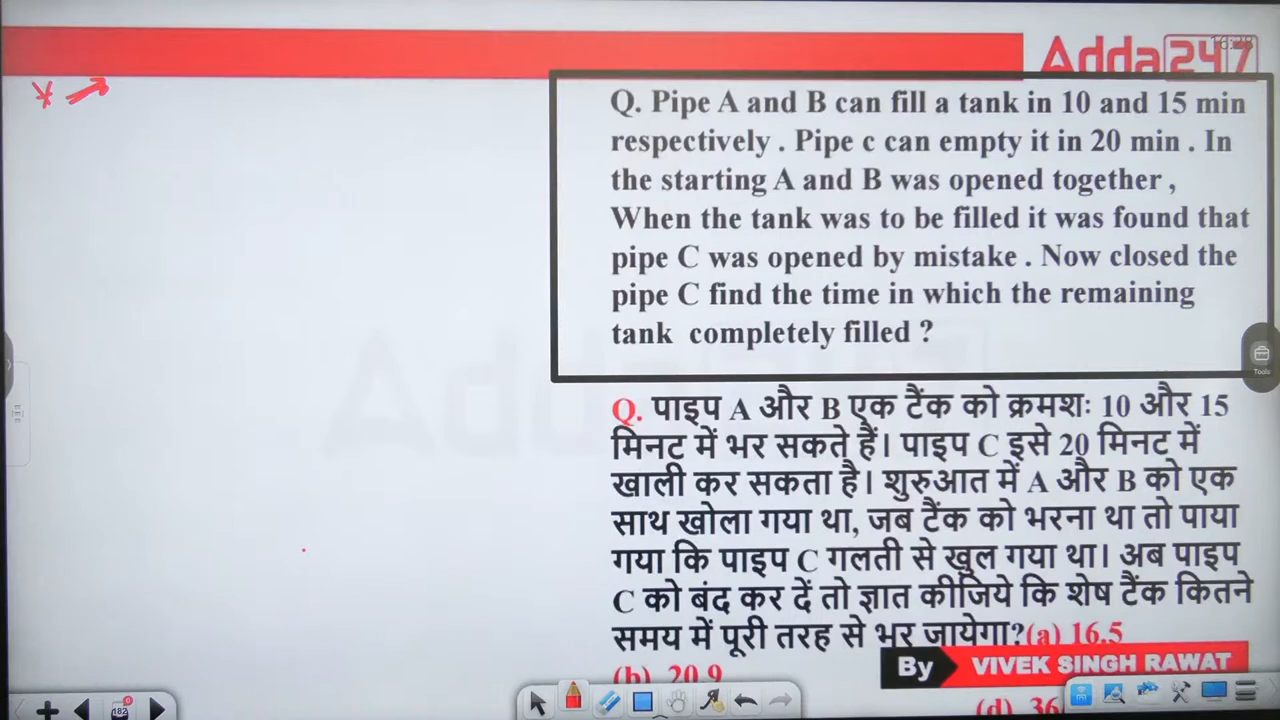 Adda247
Q. Pipe A and B can fill a tank in 10 and 15 min
respectively . Pipe c can empty it in 20 min . In
the starting A and B was opened together ,
When the tank was to be filled it was found that
pipe C was opened by mistake . Now closed the
pipe C find the time in which the remaining
tank completely filled ?
Tools
Q. पाइप A और B एक टैंक को क्रमशः 10 और 15
मिनट में भर सकते हैं। पाइप C इसे 20 मिनट में
खाली कर सकता है। शुरुआत में A और B को एक
साथ खोला गया था, जब टैंक को भरना था तो पाया
गया कि पाइप C गलती से खुल गया था। अब पाइप
C को बंद कर दें तो ज्ञात कीजिये कि शेष टैंक कितने
समय में पूरी तरह से भर जायेगा?(a) 16.5
(b) 20.9
By VIVEK SINGH RAWAT
(d) 36
182